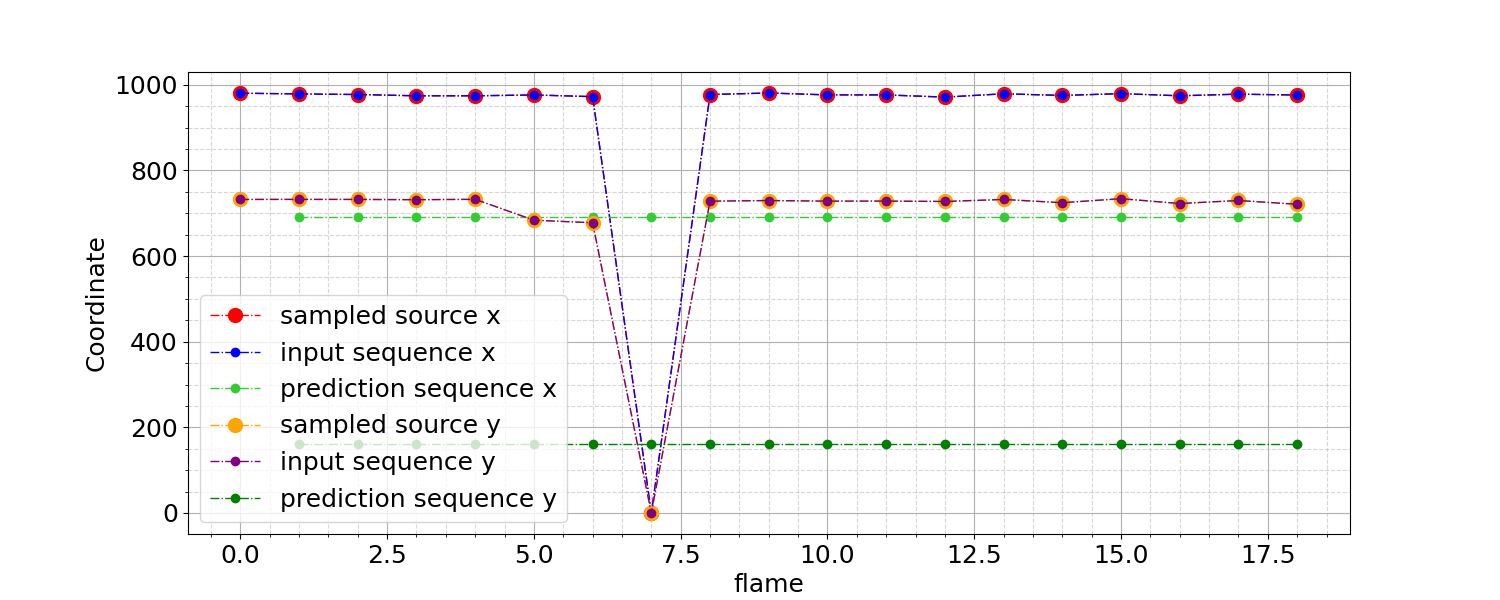 1000
800
600
400
200
0
Coordinate
sampled source x
input sequence x
prediction sequence x
sampled source y
input sequence y
prediction sequence y
0.0 2.5 5.0 7.5 10.0 12.5 15.0 17.5
flame